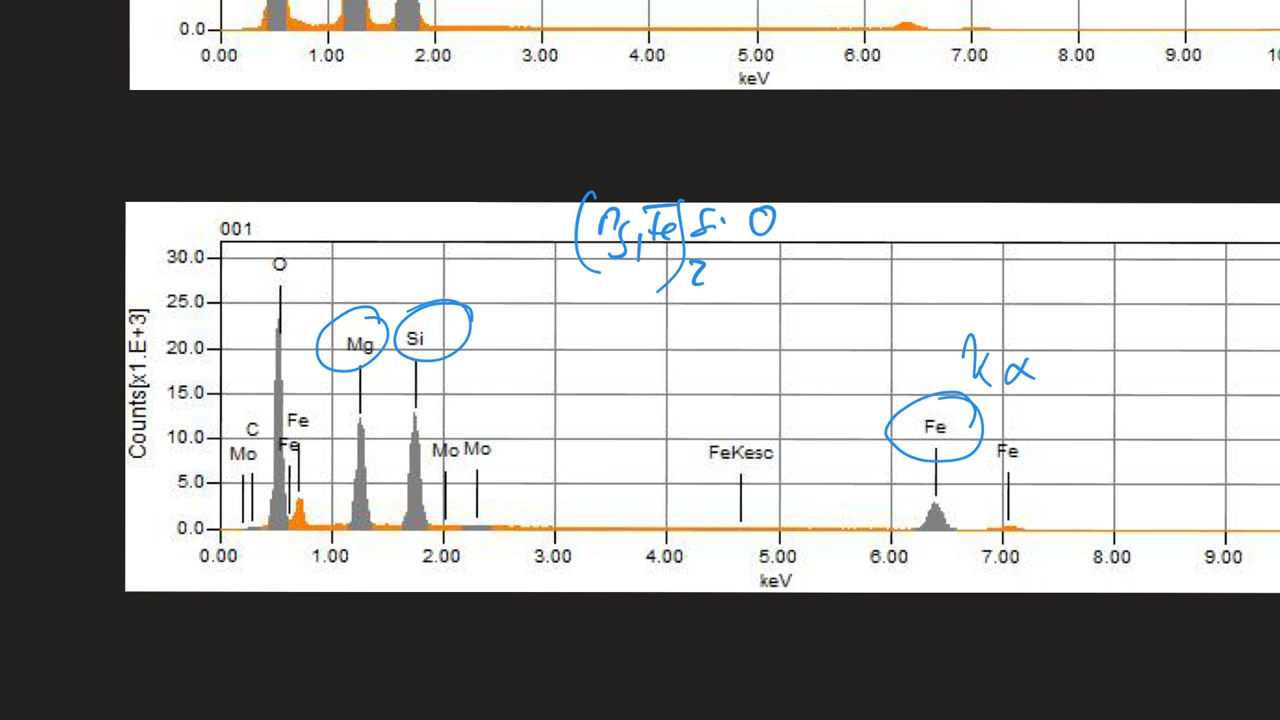 0.0
0.00 1.00 2.00 3.00 4.00 5.00 6.00 7.00 8.00 9.00 10
keV
001
(Mg,Fe)2 Si O
30.0
O
25.0
20.0
Mg Si
15.0
kα
10.0
C Fe Fe
Mo Fe Mo Mo FeKesc Fe
5.0
0.0
0.00 1.00 2.00 3.00 4.00 5.00 6.00 7.00 8.00 9.00
keV
Counts[x1.E+3]